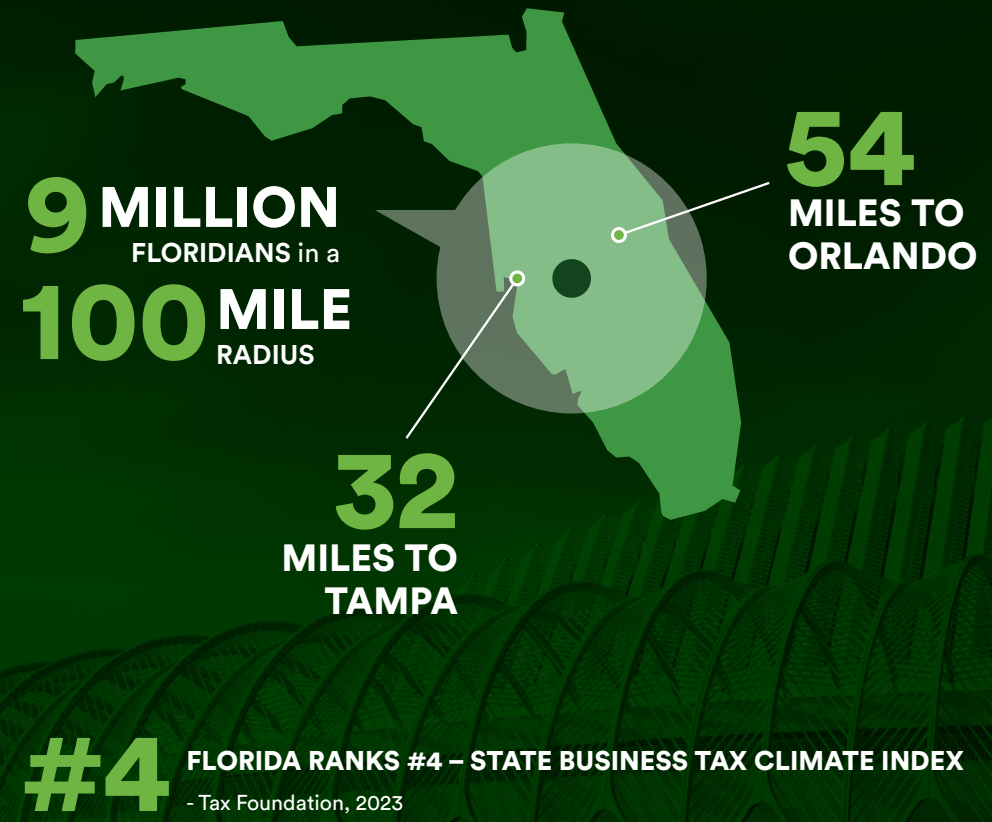 9 MILLION
FLORIDIANS in a
100 MILE
RADIUS
54
MILES TO
ORLANDO
32
MILES TO
TAMPA
#4 FLORIDA RANKS #4 – STATE BUSINESS TAX CLIMATE INDEX
- Tax Foundation, 2023